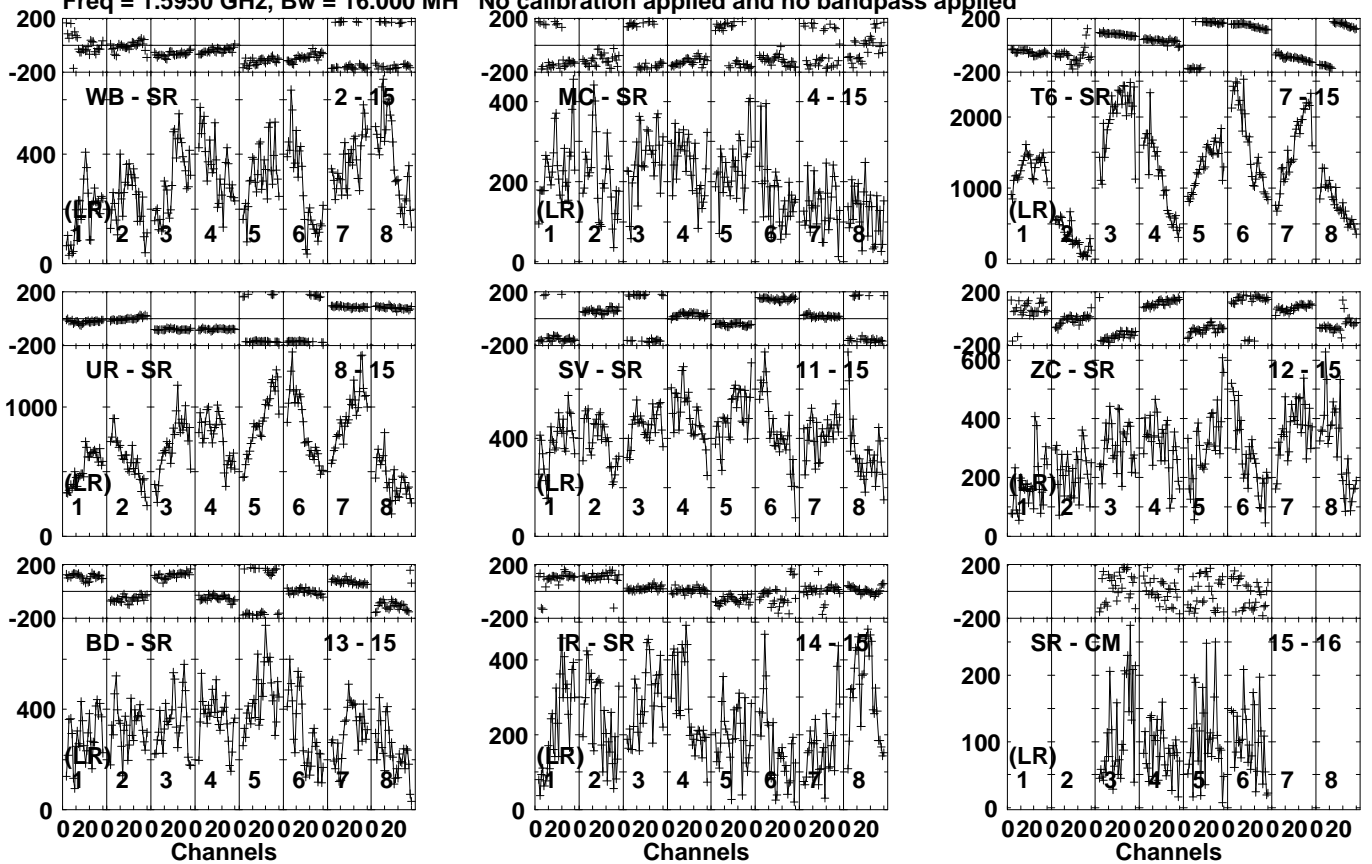 Freq = 1.5950 GHz, Bw = 16.000 MH No calibration applied and no bandpass applied
200
-200
WB - SR 2 - 15
400
(LR)
1 2 3 4 5 6 7 8
0
200
-200
MC - SR 4 - 15
400
200
(LR)
1 2 3 4 5 6 7 8
0
200
-200
T6 - SR 7 - 15
2000
1000
(LR)
1 2 3 4 5 6 7 8
0
200
-200
UR - SR 8 - 15
1000
(LR)
1 2 3 4 5 6 7 8
0
200
-200
SV - SR 11 - 15
400
(LR)
1 2 3 4 5 6 7 8
0
200
-200
600
ZC - SR 12 - 15
400
200
(LR)
1 2 3 4 5 6 7 8
0
200
-200
BD - SR 13 - 15
400
(LR)
1 2 3 4 5 6 7 8
0
0 20 0 20 0 20 0 20 0 20 0 20 0 20 0 20
Channels
200
-200
IR - SR 14 - 15
400
200
(LR)
1 2 3 4 5 6 7 8
0
0 20 0 20 0 20 0 20 0 20 0 20 0 20 0 20
Channels
200
-200
SR - CM 15 - 16
200
100
(LR)
1 2 3 4 5 6 7 8
0
0 20 0 20 0 20 0 20 0 20 0 20 0 20 0 20
Channels